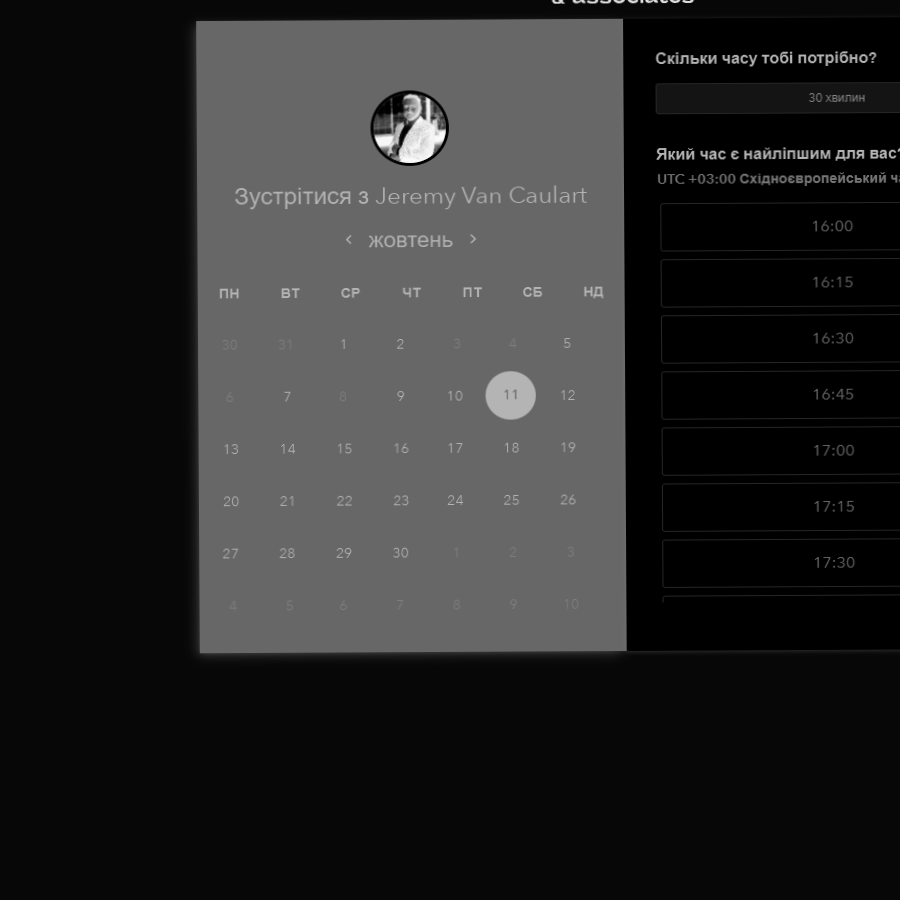 & associates
Зустрітися з Jeremy Van Caulart
жовтень
ПН ВТ СР ЧТ ПТ СБ НД
30 31 1 2 3 4 5
6 7 8 9 10 11 12
13 14 15 16 17 18 19
20 21 22 23 24 25 26
27 28 29 30 1 2 3
4 5 6 7 8 9 10
Скільки часу тобі потрібно?
30 хвилин
Який час є найліпшим для вас?
UTC +03:00 Східноєвропейський
16:00
16:15
16:30
16:45
17:00
17:15
17:30